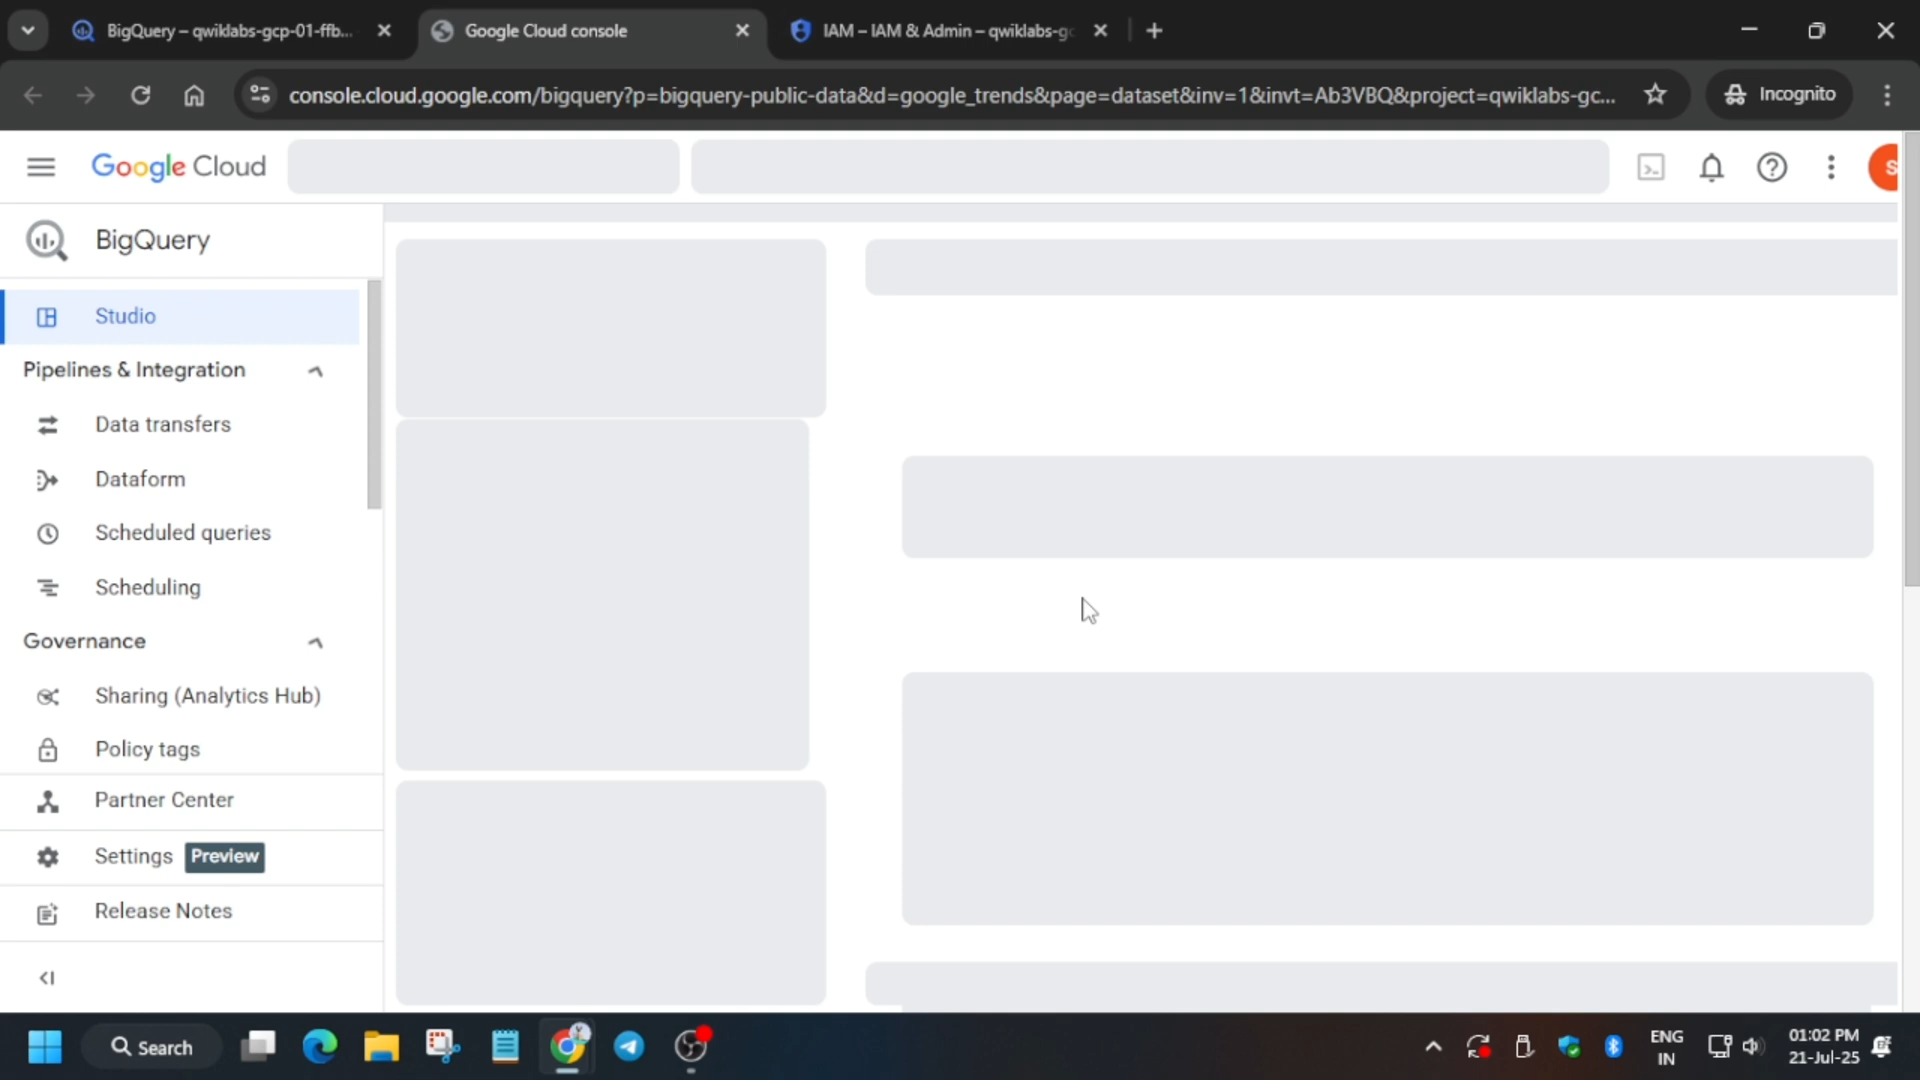 BigQuery – qwiklabs-gcp-01-ffb...
Google Cloud console
IAM – IAM & Admin – qwiklabs-gc
console.cloud.google.com/bigquery?p=bigquery-public-data&d=google_trends&page=dataset&inv=1&invt=Ab3VBQ&project=qwiklabs-gc...
Incognito
Google Cloud
S
BigQuery
Studio
Pipelines & Integration
Data transfers
Dataform
Scheduled queries
Scheduling
Governance
Sharing (Analytics Hub)
Policy tags
Partner Center
Settings Preview
Release Notes
Search
ENG
IN
01:02 PM
21-Jul-25